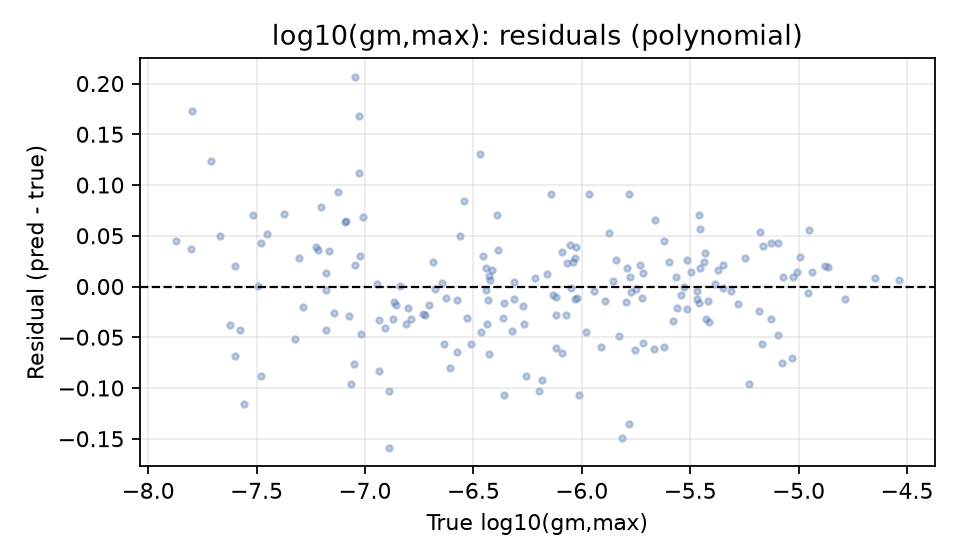 log10(gm,max): residuals (polynomial)
Residual (pred - true)
0.20
0.15
0.10
0.05
0.00
−0.05
−0.10
−0.15
−8.0 −7.5 −7.0 −6.5 −6.0 −5.5 −5.0 −4.5
True log10(gm,max)